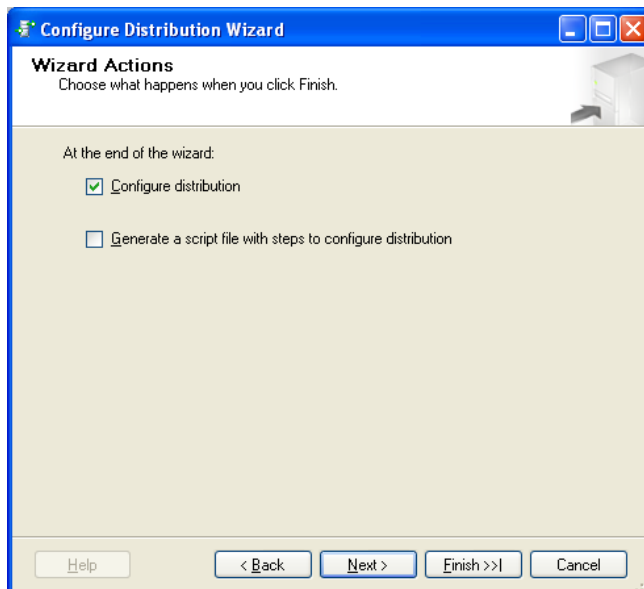 Configure Distribution Wizard
Wizard Actions
Choose what happens when you click Finish.
At the end of the wizard:
Configure distribution
Generate a script file with steps to configure distribution
Help
< Back
Next >
Finish >>|
Cancel